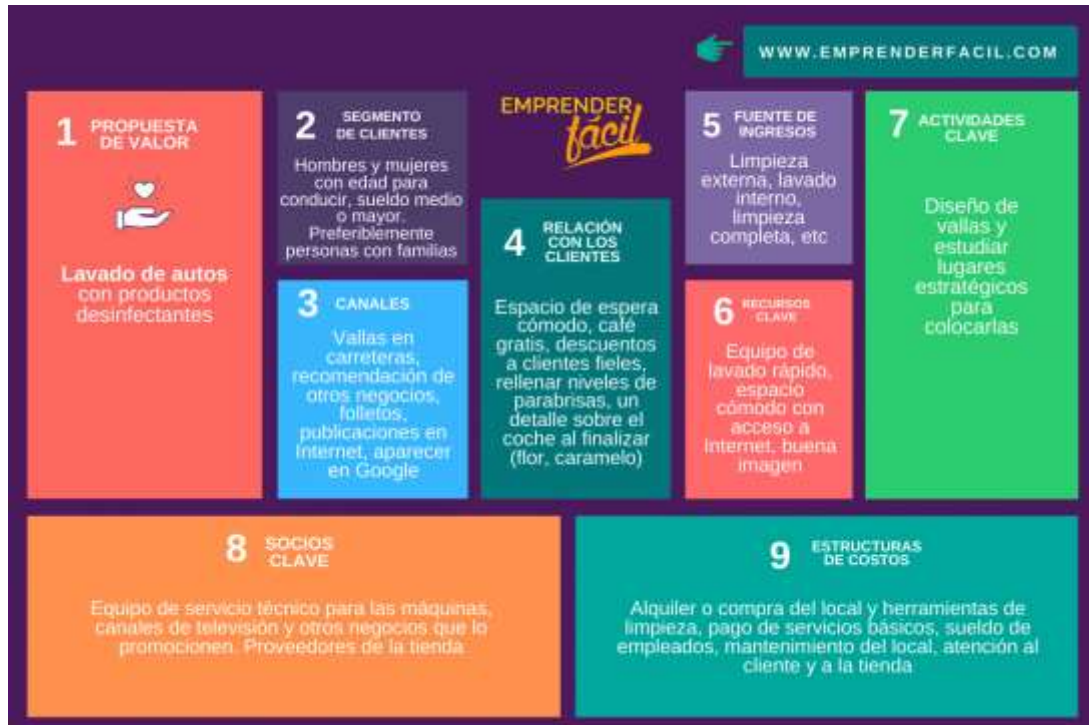 WWW.EMPRENDERFACIL.COM
1 PROPUESTA
DE VALOR
Lavado de autos
con productos
desinfectantes
2 SEGMENTO
DE CLIENTES
Hombres y mujeres
con edad para
conducir, sueldo medio
o mayor.
Preferiblemente
personas con familias
3 CANALES
Vallas en
carreteras,
recomendación de
otros negocios,
folletos,
publicaciones en
Internet, aparecer
en Google
EMPRENDER
fácil
4 RELACIÓN
CON LOS
CLIENTES
Espacio de espera
cómodo, café
gratis, descuentos
a clientes fieles,
rellenar niveles de
parabrisas, un
detalle sobre el
coche al finalizar
(flor, caramelo)
5 FUENTE DE
INGRESOS
Limpieza
externa, lavado
interno,
limpieza
completa, etc
6 RECURSOS
CLAVE
Equipo de
lavado rápido,
espacio
cómodo con
acceso a
Internet, buena
imagen
7 ACTIVIDADES
CLAVE
Diseño de
vallas y
estudiar
lugares
estratégicos
para
colocarlas
8 SOCIOS
CLAVE
Equipo de servicio técnico para las máquinas,
canales de televisión y otros negocios que lo
promocionen. Proveedores de la tienda
9 ESTRUCTURAS
DE COSTOS
Alquiler o compra del local y herramientas de
limpieza, pago de servicios básicos, sueldo de
empleados, mantenimiento del local, atención al
cliente y a la tienda